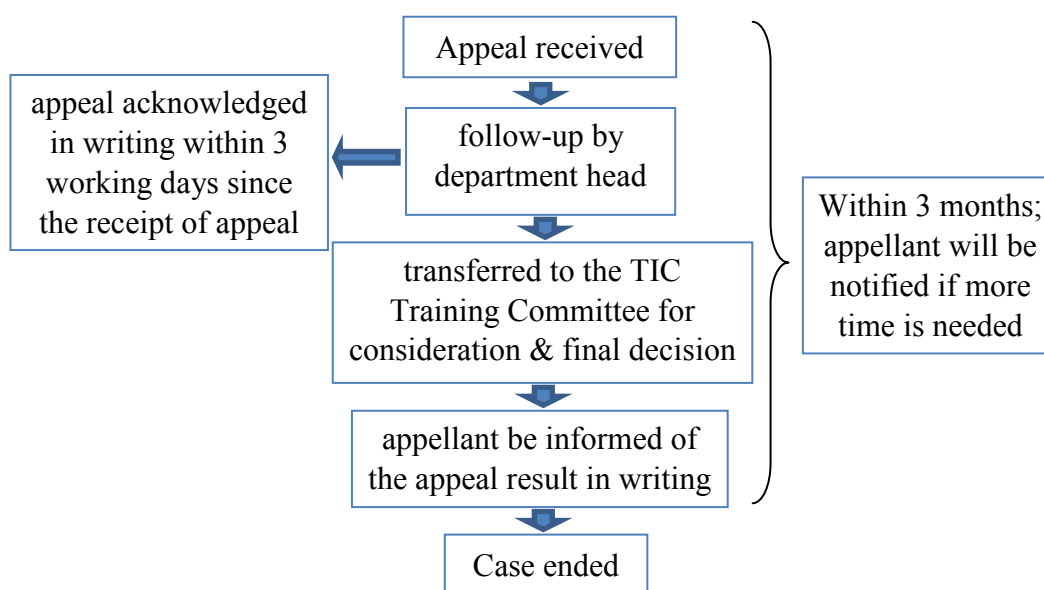 Appeal received
appeal acknowledged
in writing within 3
working days since
the receipt of appeal
follow-up by
department head
transferred to the TIC
Training Committee for
consideration & final decision
appellant be informed of
the appeal result in writing
Case ended
Within 3 months;
appellant will be
notified if more
time is needed